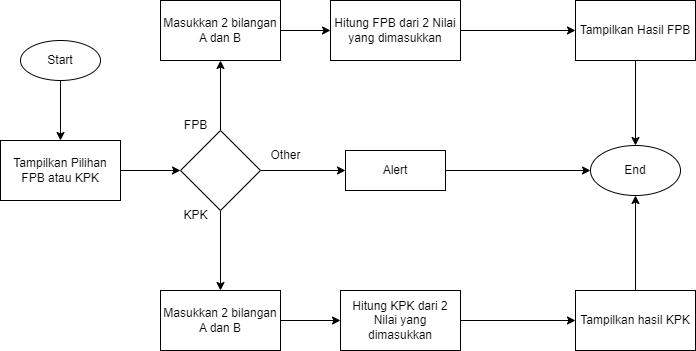 Start
Tampilkan Pilihan
FPB atau KPK
FPB
Masukkan 2 bilangan
A dan B
Hitung FPB dari 2 Nilai
yang dimasukkan
Tampilkan Hasil FPB
Other
Alert
End
KPK
Masukkan 2 bilangan
A dan B
Hitung KPK dari 2
Nilai yang
dimasukkan
Tampilkan hasil KPK